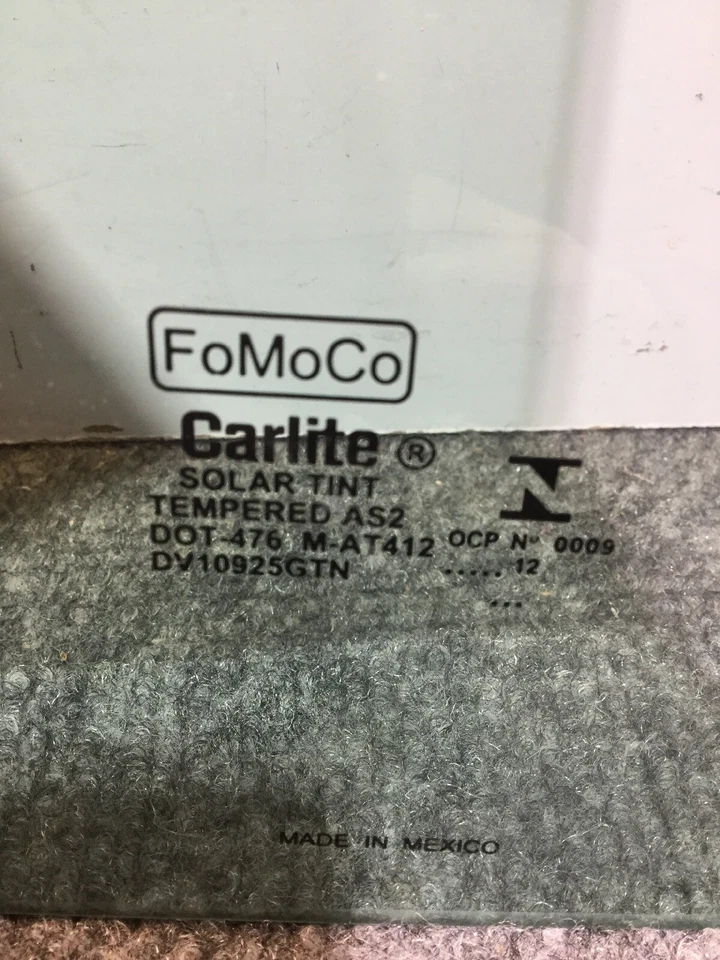 FoMoCo
Carlite ®
SOLAR TINT
TEMPERED AS2
DOT-476 M-AT412
DV10925GTN
OCP Nº 0009
..... 12
...
MADE IN MEXICO